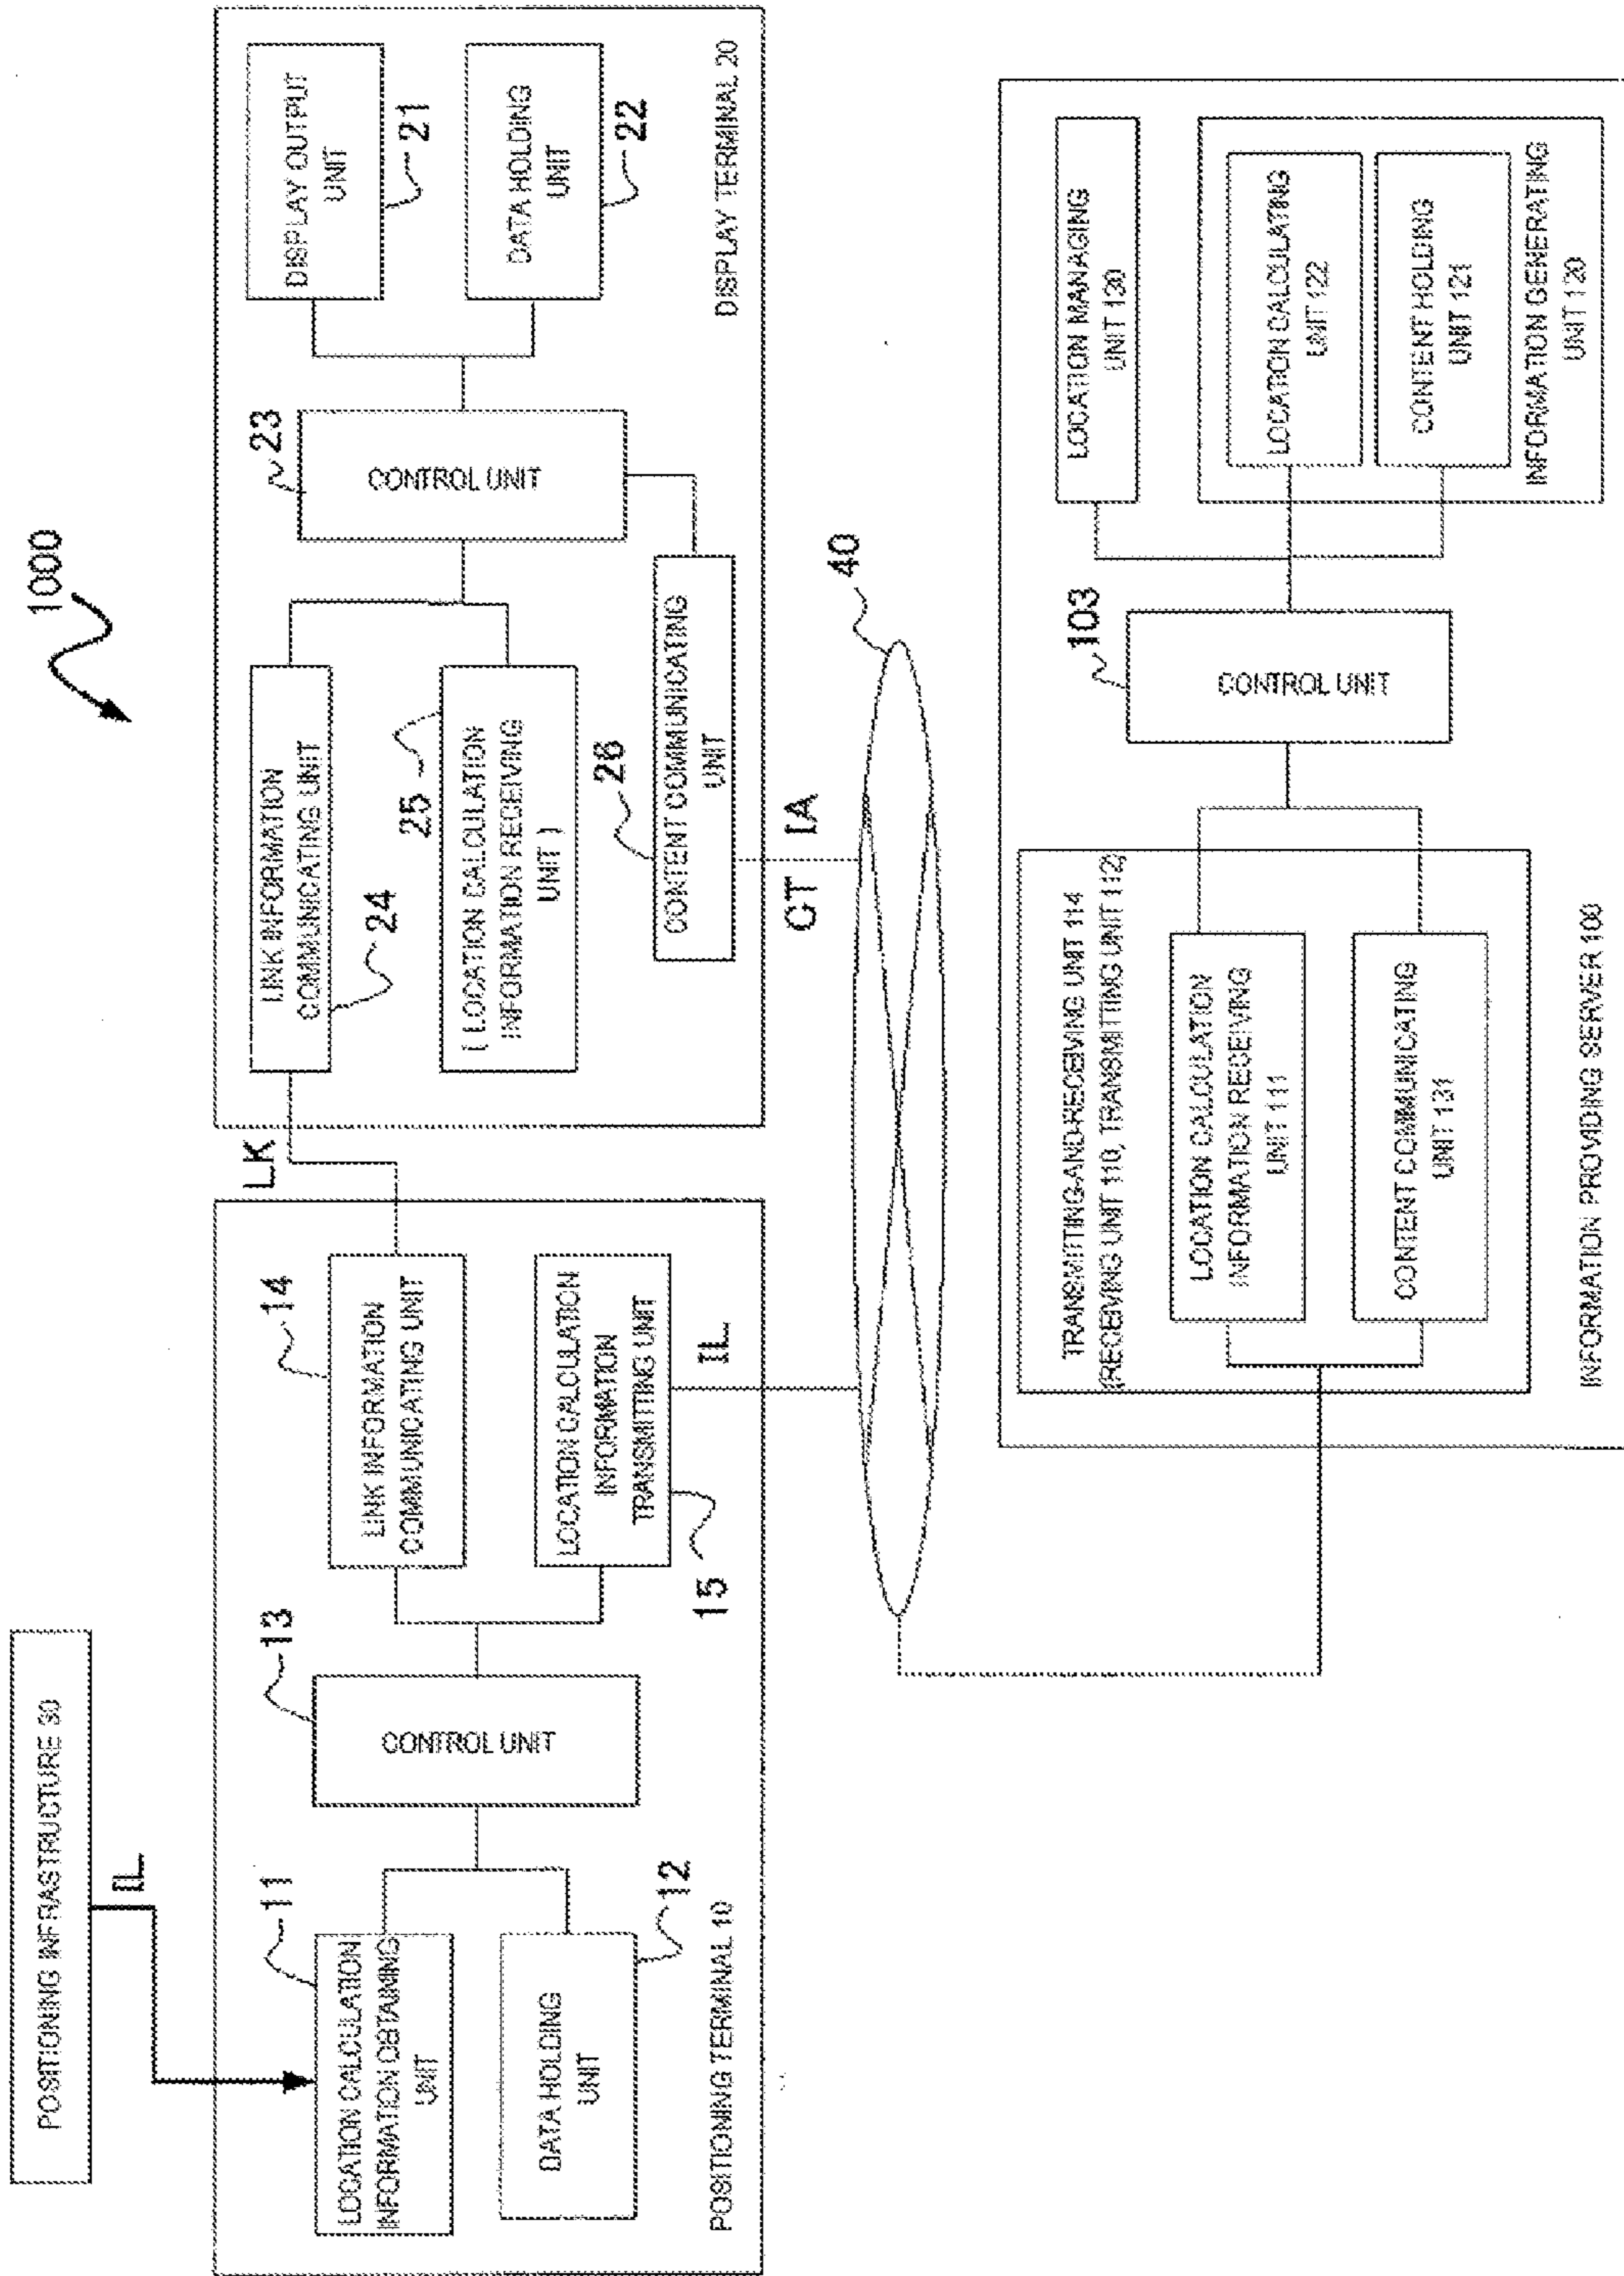 1000
POSITIONING INFRASTRUCTURE 30
IL
11
LOCATION CALCULATION
INFORMATION OBTAINING
UNIT
DATA HOLDING
UNIT
12
13
CONTROL UNIT
14
LINK INFORMATION
COMMUNICATING UNIT
LOCATION CALCULATION
INFORMATION
TRANSMITTING UNIT
15
IL
POSITIONING TERMINAL 10
LK
LINK INFORMATION
COMMUNICATING UNIT
24
25
[ LOCATION CALCULATION
INFORMATION RECEIVING
UNIT ]
26
CONTENT COMMUNICATING
UNIT
23
CONTROL UNIT
DISPLAY OUTPUT
UNIT
21
DATA HOLDING
UNIT
22
DISPLAY TERMINAL 20
CT
IA
40
TRANSMITTING-AND-RECEIVING UNIT 114
(RECEIVING UNIT 110, TRANSMITTING UNIT 112)
LOCATION CALCULATION
INFORMATION RECEIVING
UNIT 111
CONTENT COMMUNICATING
UNIT 131
103
CONTROL UNIT
LOCATION MANAGING
UNIT 130
LOCATION CALCULATING
UNIT 122
CONTENT HOLDING
UNIT 121
INFORMATION GENERATING
UNIT 120
INFORMATION PROVIDING SERVER 100